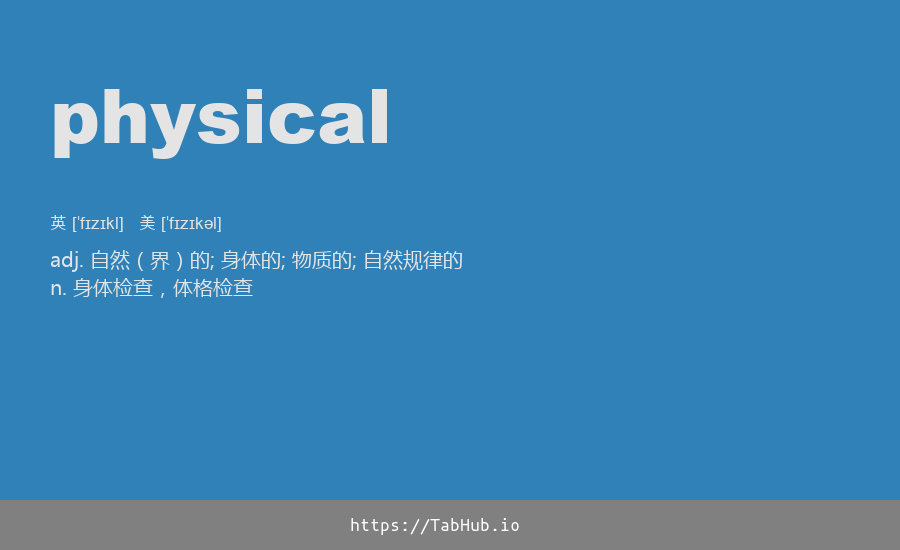 physical
英 [ˈfɪzɪkl] 美 [ˈfɪzɪkəl]
adj. 自然（界）的; 身体的; 物质的; 自然规律的
n. 身体检查，体格检查
https://TabHub.io